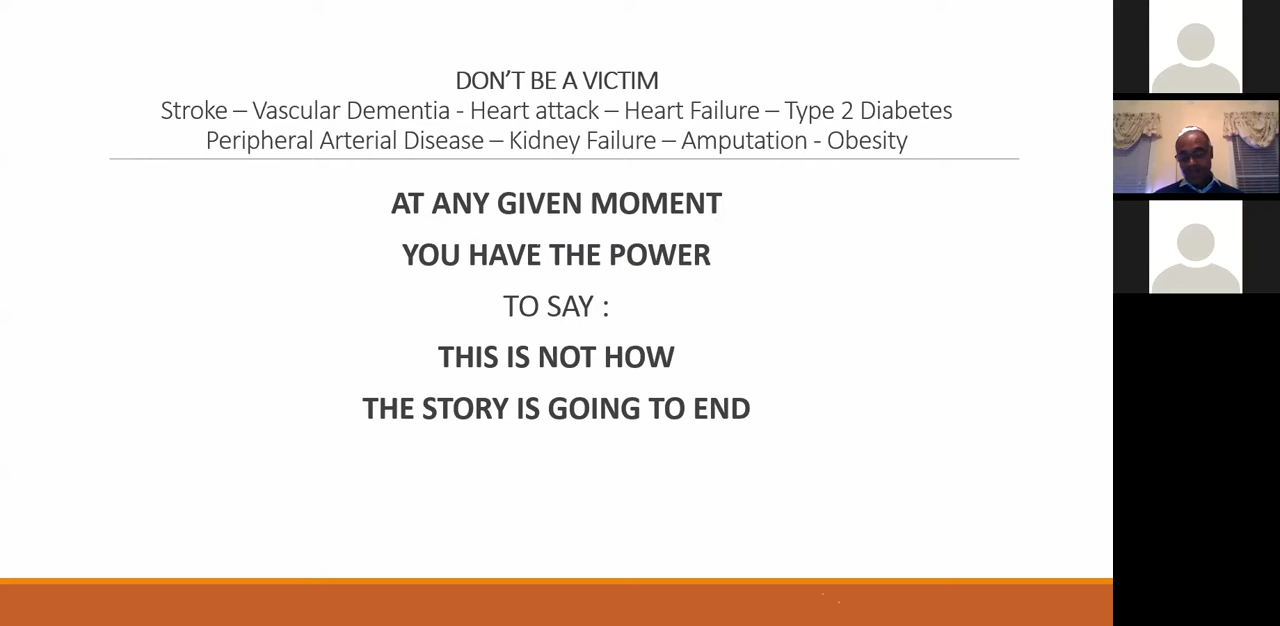 DON’T BE A VICTIM
Stroke – Vascular Dementia - Heart attack – Heart Failure – Type 2 Diabetes
Peripheral Arterial Disease – Kidney Failure – Amputation - Obesity
AT ANY GIVEN MOMENT
YOU HAVE THE POWER
TO SAY :
THIS IS NOT HOW
THE STORY IS GOING TO END